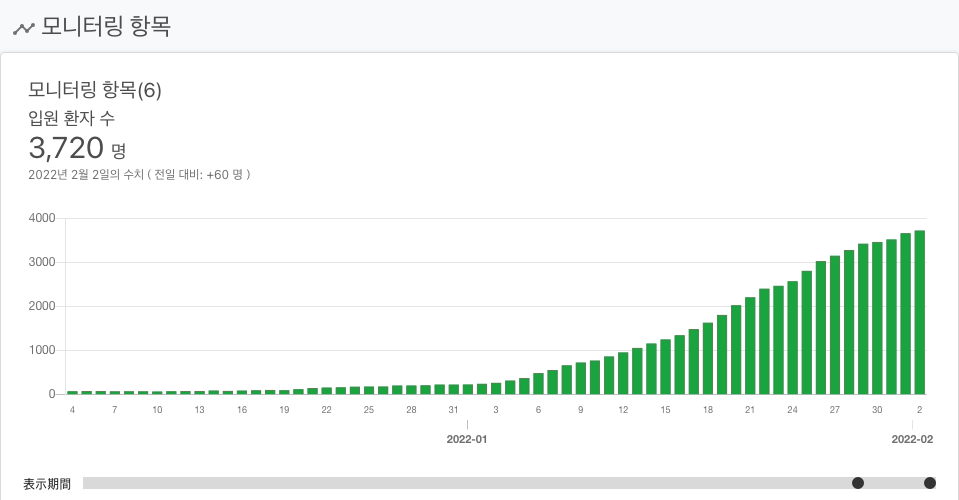 모니터링 항목
모니터링 항목(6)
입원 환자 수
3,720 명
2022년 2월 2일의 수치 ( 전일 대비: +60 명 )
4000
3000
2000
1000
0
4 7 10 13 16 19 22 25 28 31 3 6 9 12 15 18 21 24 27 30 2
2022-01 2022-02
表示期間